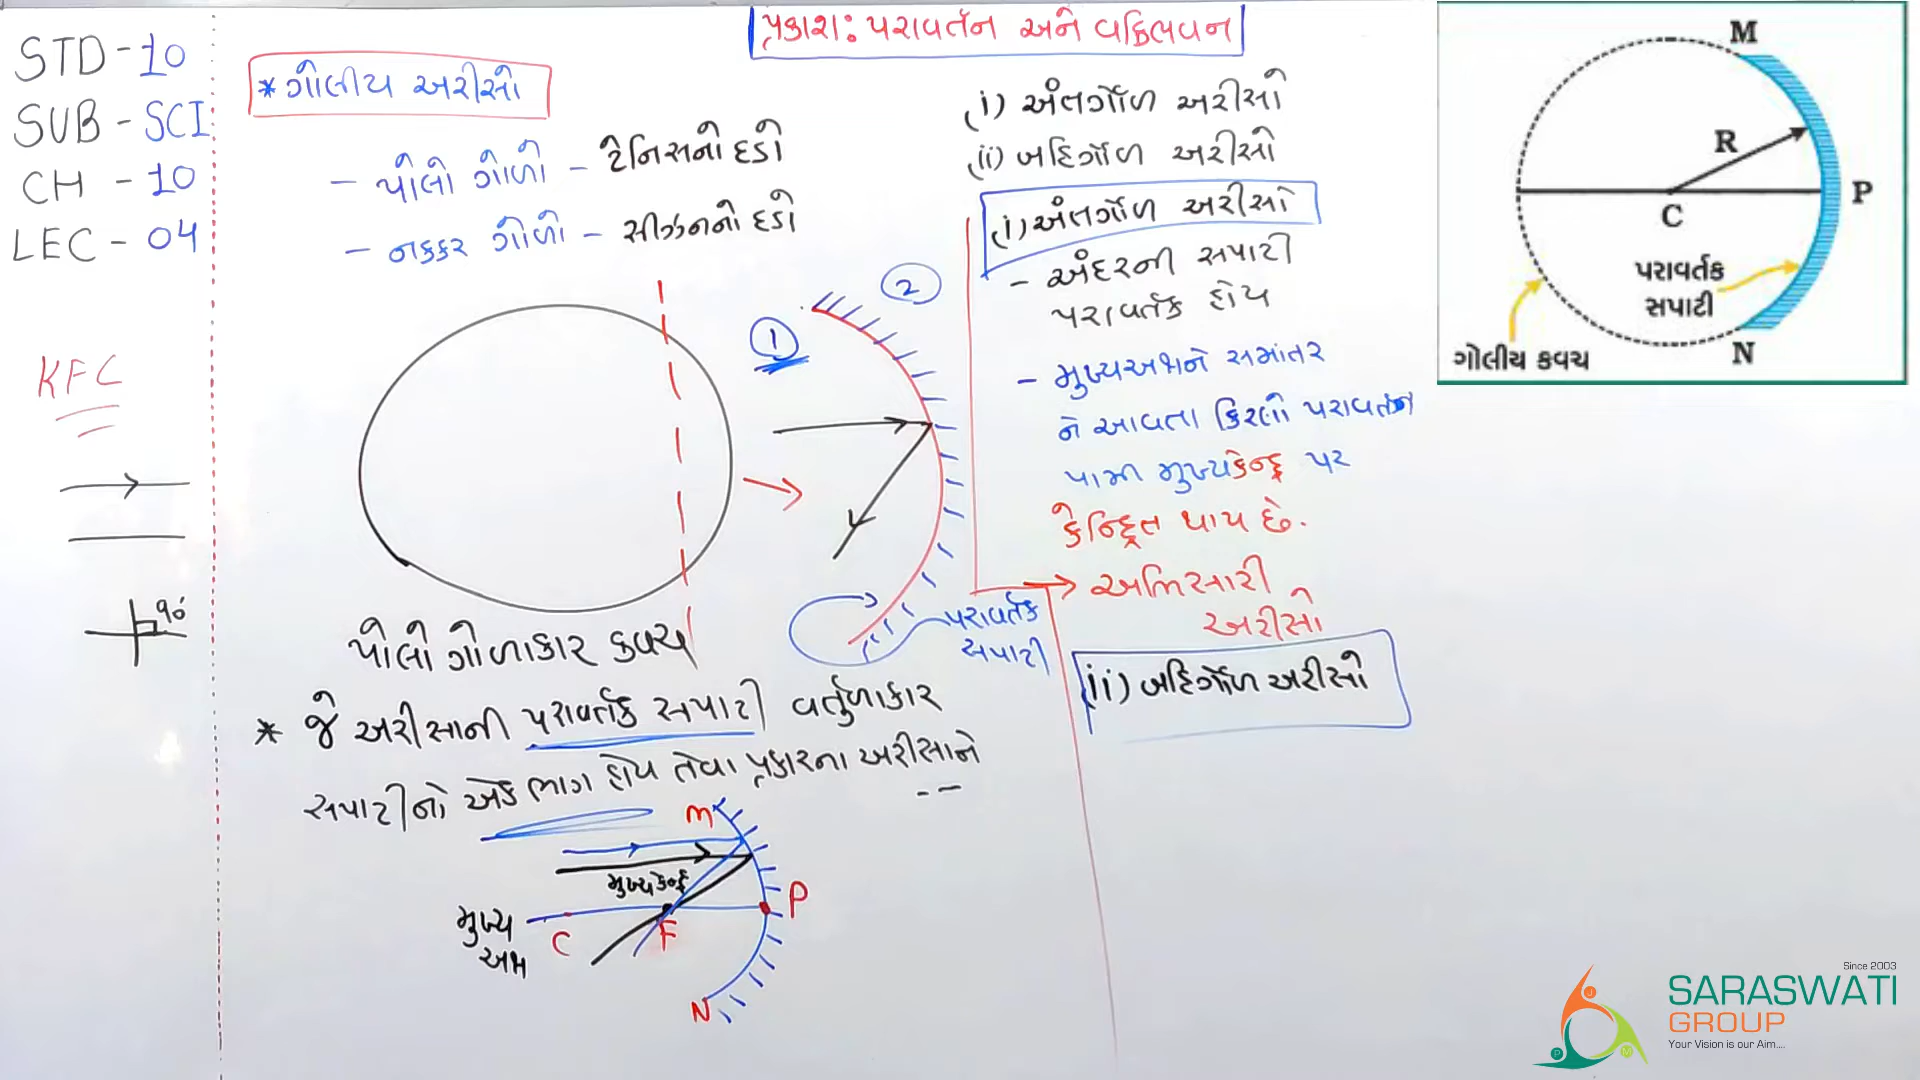 પ્રકાશ: પરાવર્તન અને વક્રિભવન
STD - 10
SUB - SCI
CH - 10
LEC - 04
KFC
90°
* ગોલીય અરીસો
- પોલો ગોળો - ટેનિસનો દડો
- નક્કર ગોળો - સીઝનનો દડો
1
2
પરાવર્તક
સપાટી
પોલો ગોળાકાર કવચ
* જે અરીસાની પરાવર્તક સપાટી વર્તુળાકાર
સપાટીનો એક ભાગ હોય તેવા પ્રકારના અરીસાને --
M
મુખ્યકેન્દ્ર
મુખ્ય
અક્ષ
C
F
P
N
(i) અંતર્ગોળ અરીસો
(ii) બહિર્ગોળ અરીસો
(i) અંતર્ગોળ અરીસો
- અંદરની સપાટી
પરાવર્તક હોય
- મુખ્યઅક્ષને સમાંતર
ને આવતા કિરણો પરાવર્તન
પામી મુખ્યકેન્દ્ર પર
કેન્દ્રિત થાય છે.
→ અભિસારી
અરીસો
(ii) બહિર્ગોળ અરીસો
M
R
P
C
પરાવર્તક
સપાટી
N
ગોલીય કવચ
Since 2003
SARASWATI
GROUP
Your Vision is our Aim....
J
P
M